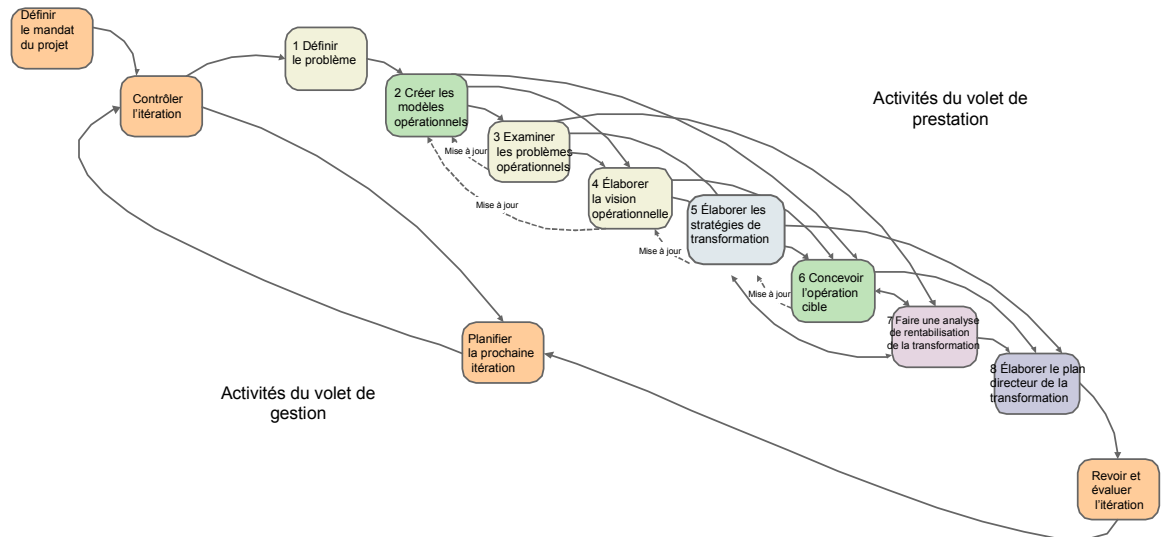 Définir
le mandat
du projet
Contrôler
l'itération
1 Définir
le problème
2 Créer les
modèles
opérationnels
Mise à jour
3 Examiner
les problèmes
opérationnels
Mise à jour
4 Élaborer
la vision
opérationnelle
Mise à jour
5 Élaborer les
stratégies de
transformation
Mise à jour
6 Concevoir
l'opération
cible
7 Faire une analyse
de rentabilisation
de la transformation
8 Élaborer le plan
directeur de la
transformation
Activités du volet de
prestation
Planifier
la prochaine
itération
Activités du volet de
gestion
Revoir et
évaluer
l'itération